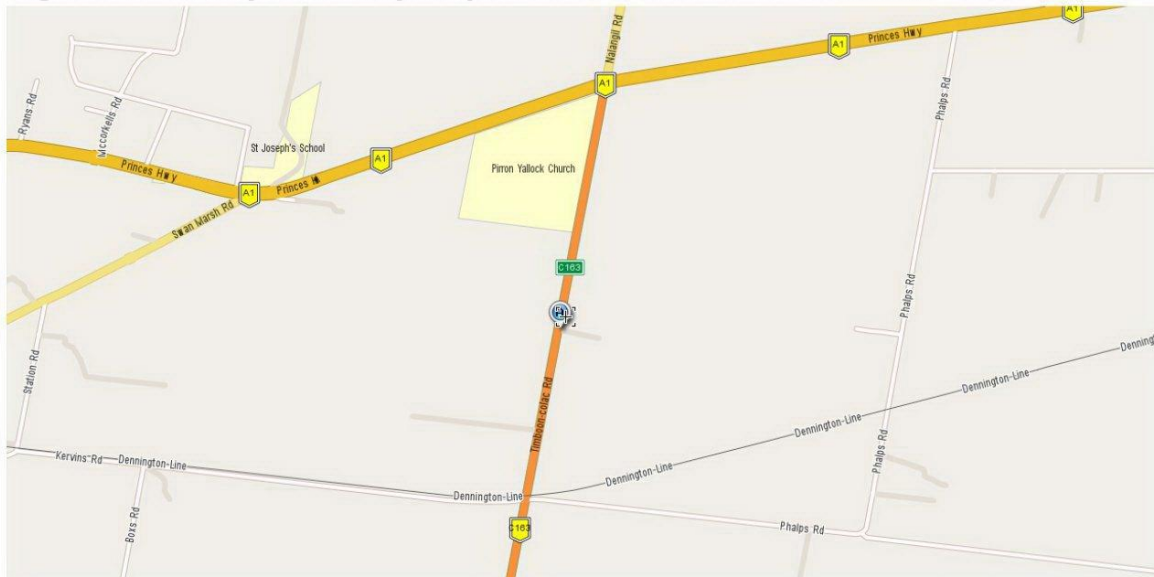 A1
Princes Hwy
A1
Nalangil Rd
A1
Ryans Rd
Mccorkells Rd
St Joseph's School
A1
Phalps Rd
Princes Hwy
A1
Pirron Yallock Church
Swan Marsh Rd
C163
Phalps Rd
Station Rd
Timboon-colac Rd
Dennington-Line
Dennington-Line
Phalps Rd
Kervins Rd
Dennington-Line
Dennington-Line
Dennington-Line
Boxs Rd
C163
Phalps Rd